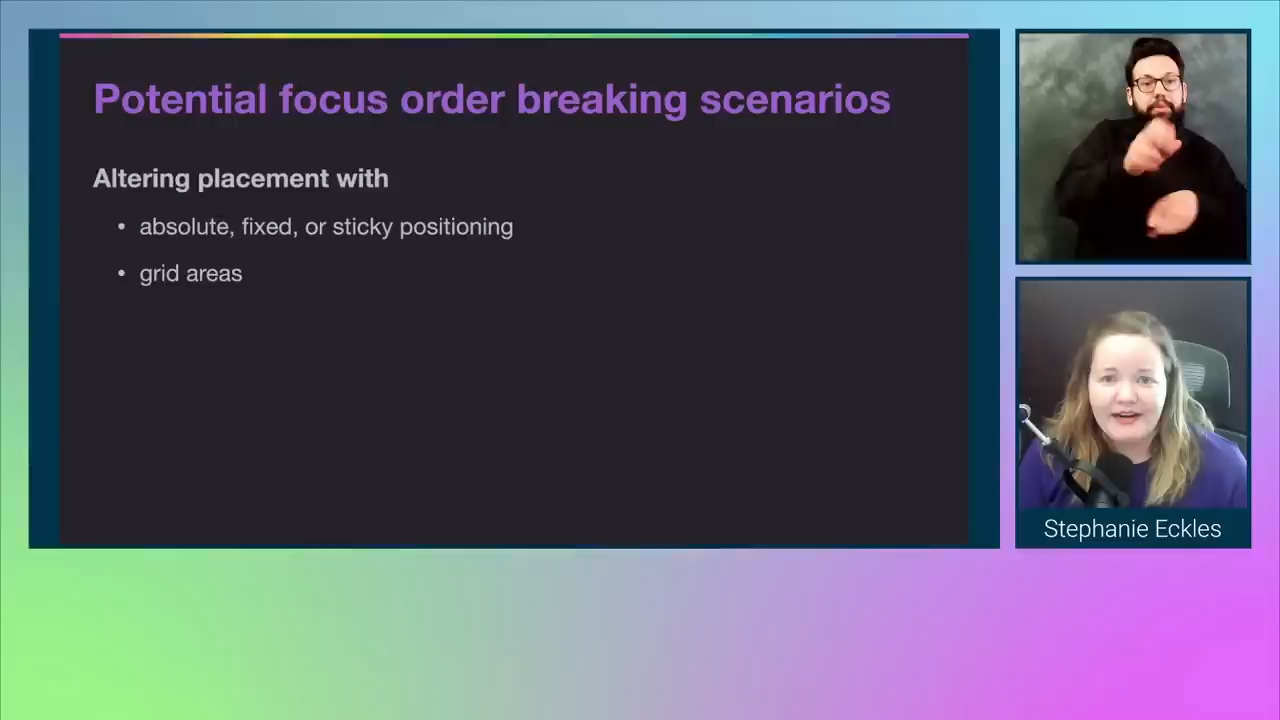 Potential focus order breaking scenarios
Altering placement with
• absolute, fixed, or sticky positioning
• grid areas
Stephanie Eckles